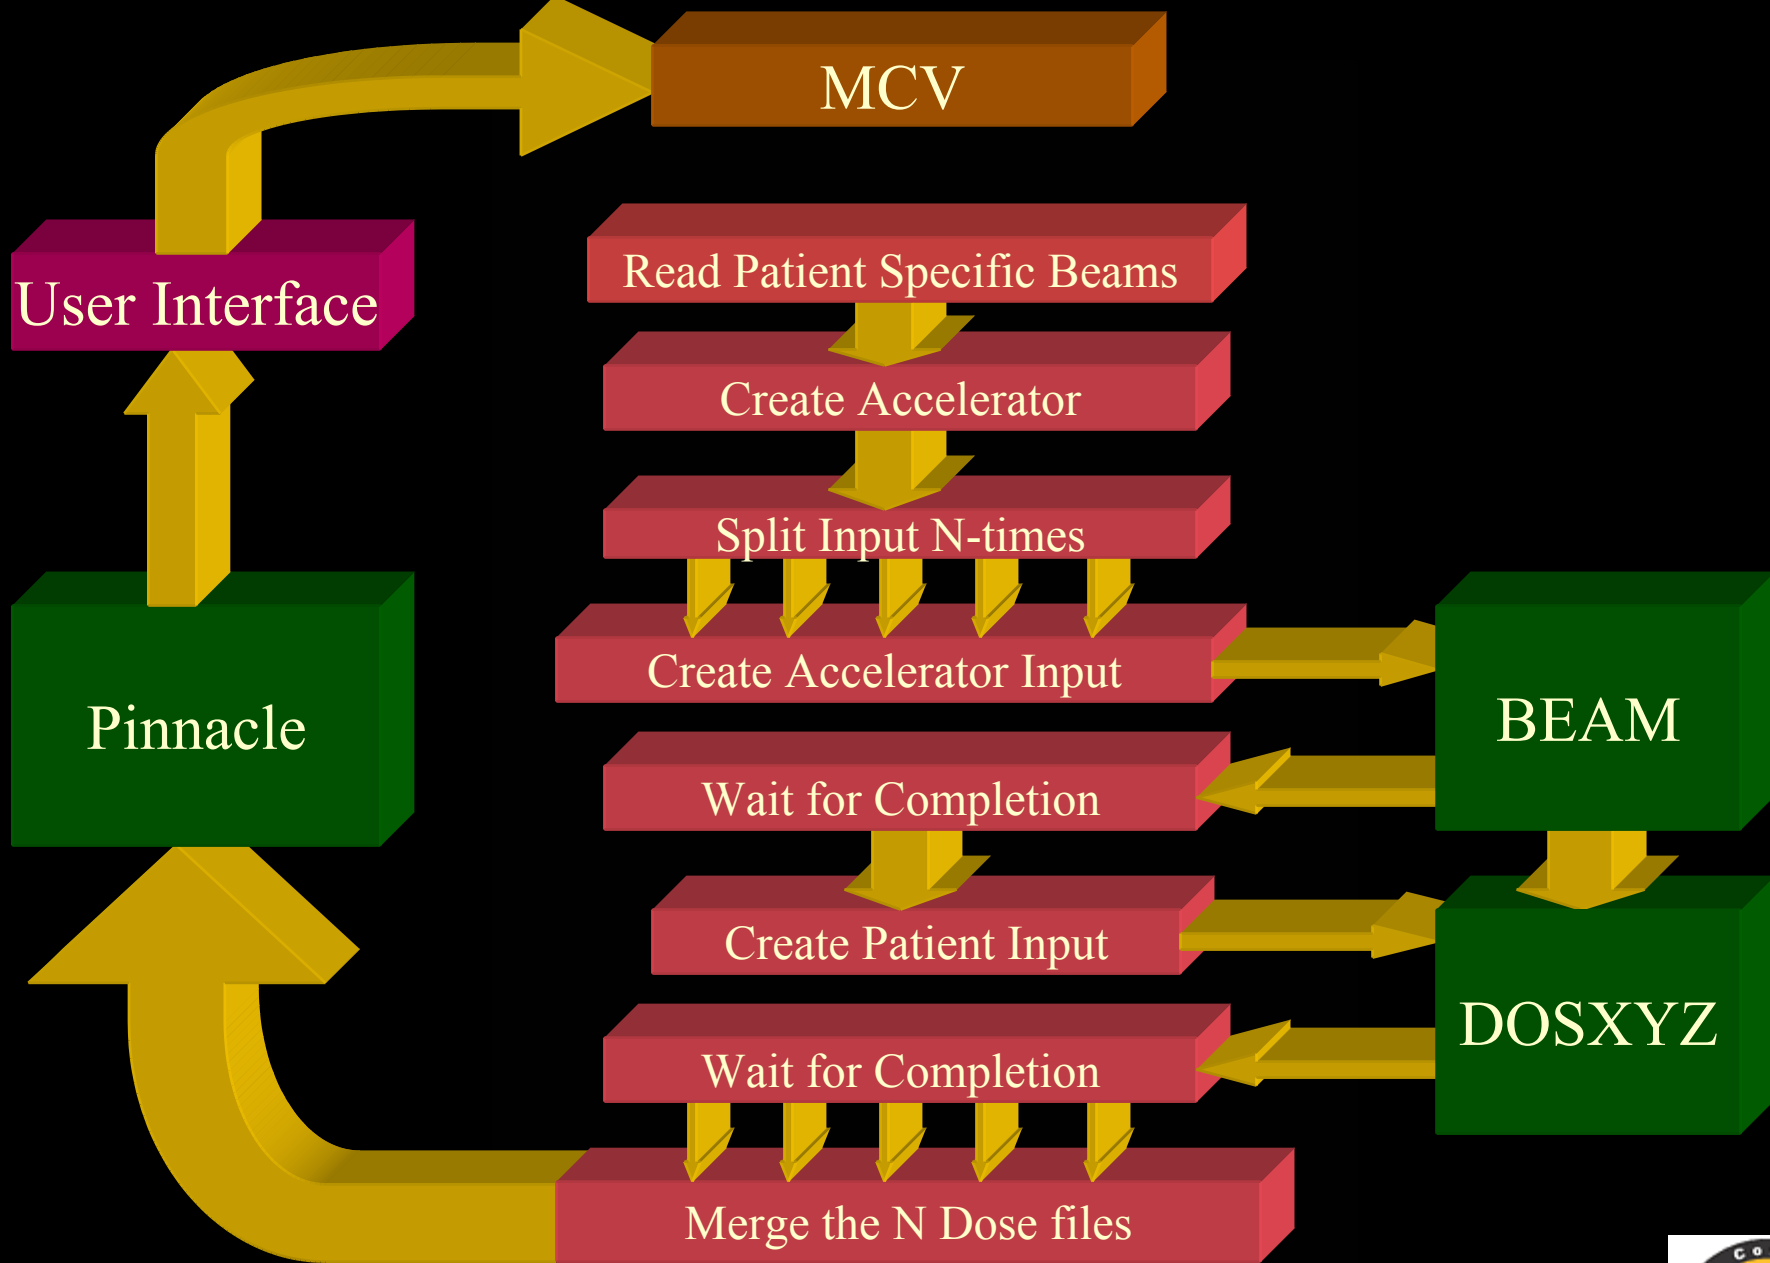 MCV
User Interface
Read Patient Specific Beams
Create Accelerator
Split Input N-times
Create Accelerator Input
Pinnacle
BEAM
Wait for Completion
Create Patient Input
DOSXYZ
Wait for Completion
Merge the N Dose files